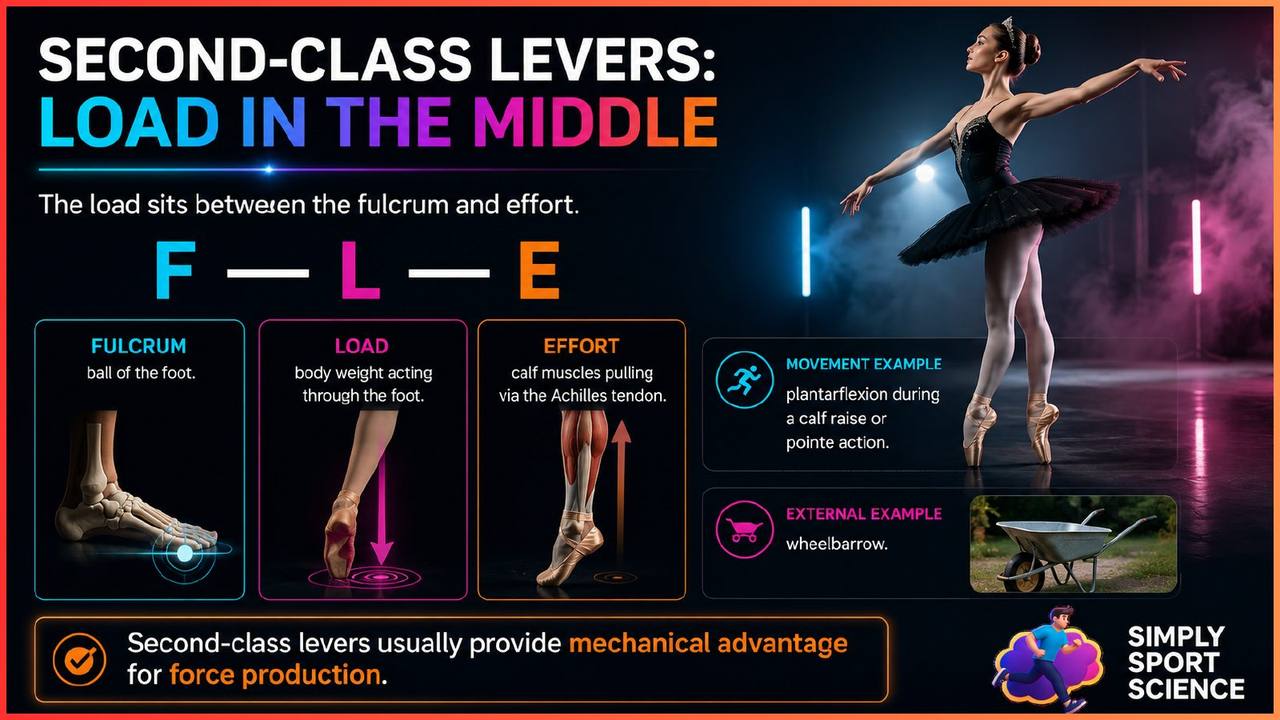 SECOND-CLASS LEVERS:
LOAD IN THE MIDDLE
The load sits between the fulcrum and effort.
F — L — E
FULCRUM
ball of the foot.
LOAD
body weight acting
through the foot.
EFFORT
calf muscles pulling
via the Achilles tendon.
MOVEMENT EXAMPLE
plantarflexion during
a calf raise or
pointe action.
EXTERNAL EXAMPLE
wheelbarrow.
Second-class levers usually provide mechanical advantage
for force production.
SIMPLY
SPORT
SCIENCE